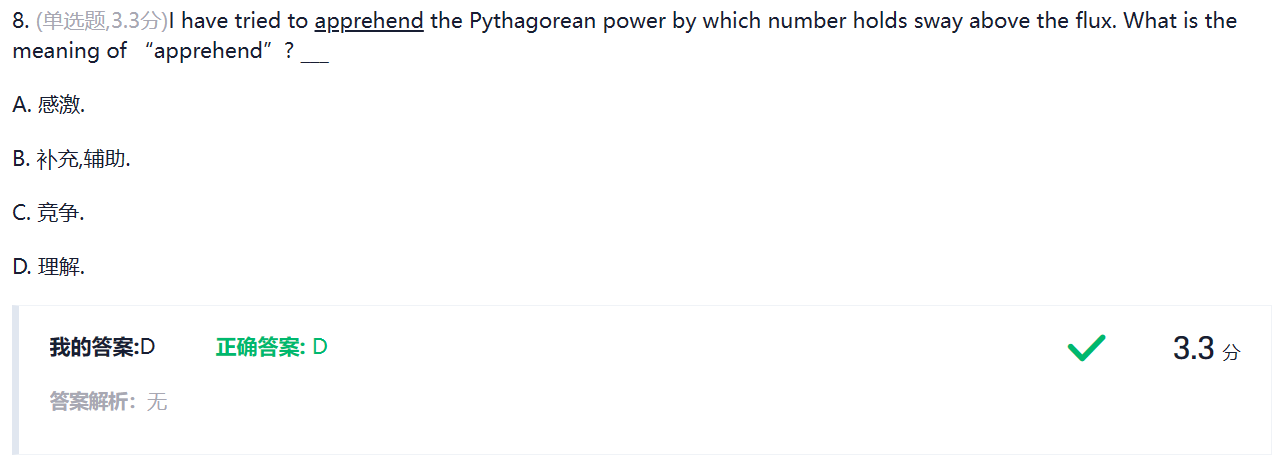 8. (单选题,3.3分)I have tried to apprehend the Pythagorean power by which number holds sway above the flux. What is the
meaning of “apprehend”? ___
A. 感激.
B. 补充,辅助.
C. 竞争.
D. 理解.
我的答案:D 正确答案: D 3.3 分
答案解析：无